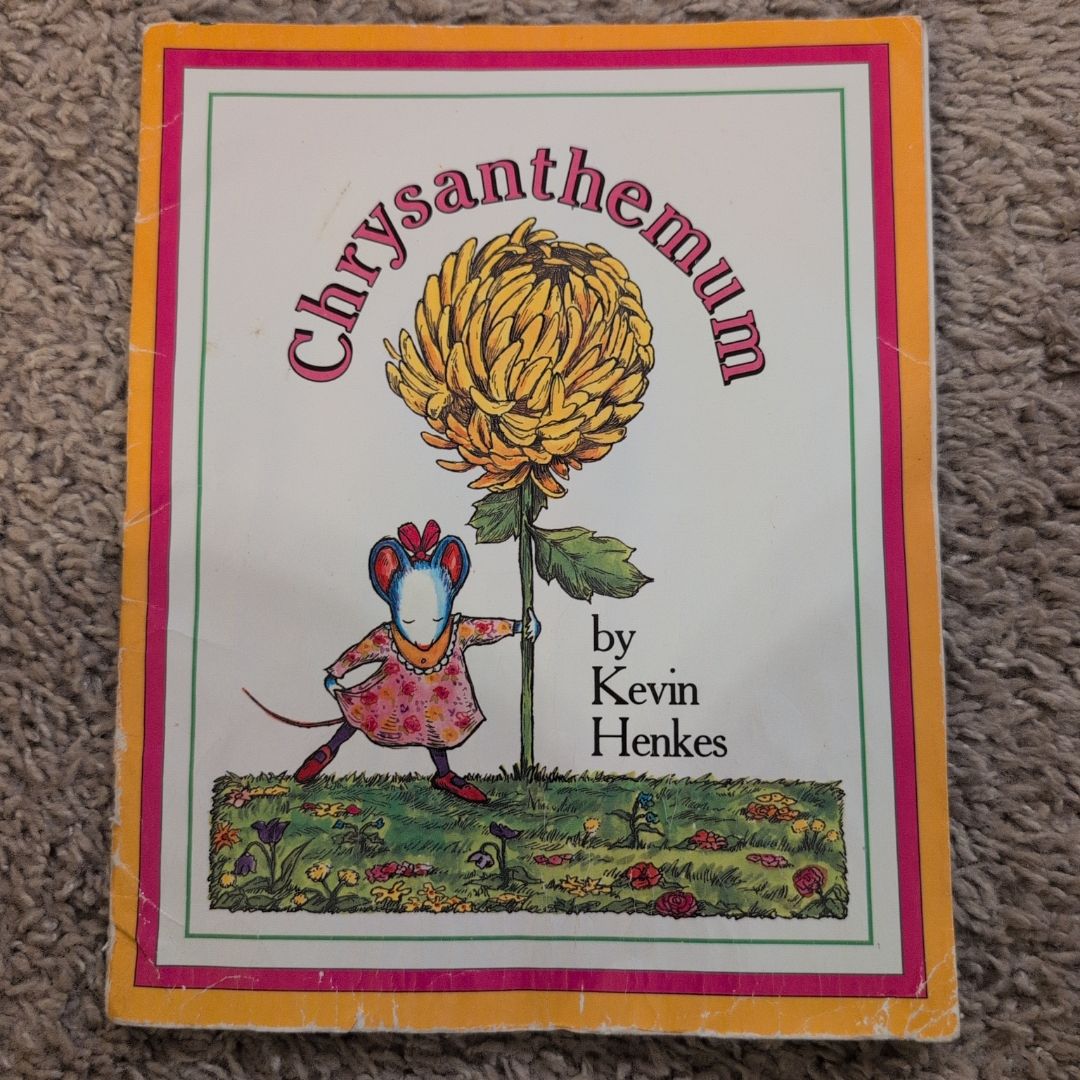 Chrysanthemum
by
Kevin
Henkes